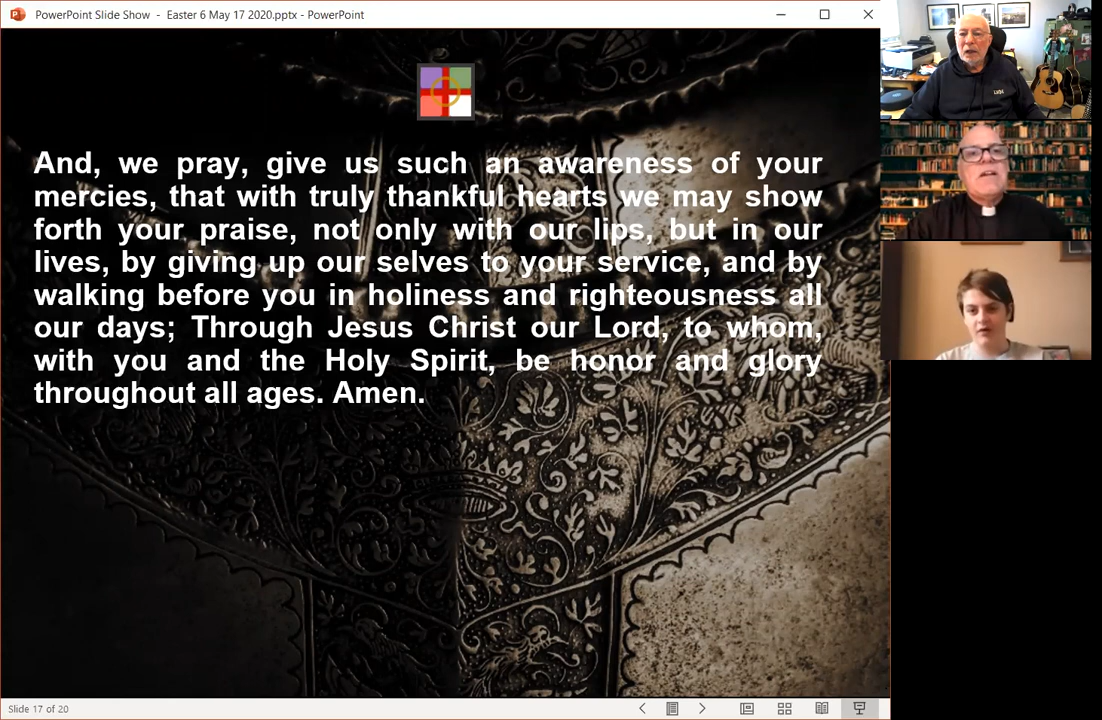 PowerPoint Slide Show - Easter 6 May 17 2020.pptx - PowerPoint
And, we pray, give us such an awareness of your
mercies, that with truly thankful hearts we may show
forth your praise, not only with our lips, but in our
lives, by giving up our selves to your service, and by
walking before you in holiness and righteousness all
our days; Through Jesus Christ our Lord, to whom,
with you and the Holy Spirit, be honor and glory
throughout all ages. Amen.
Slide 17 of 20